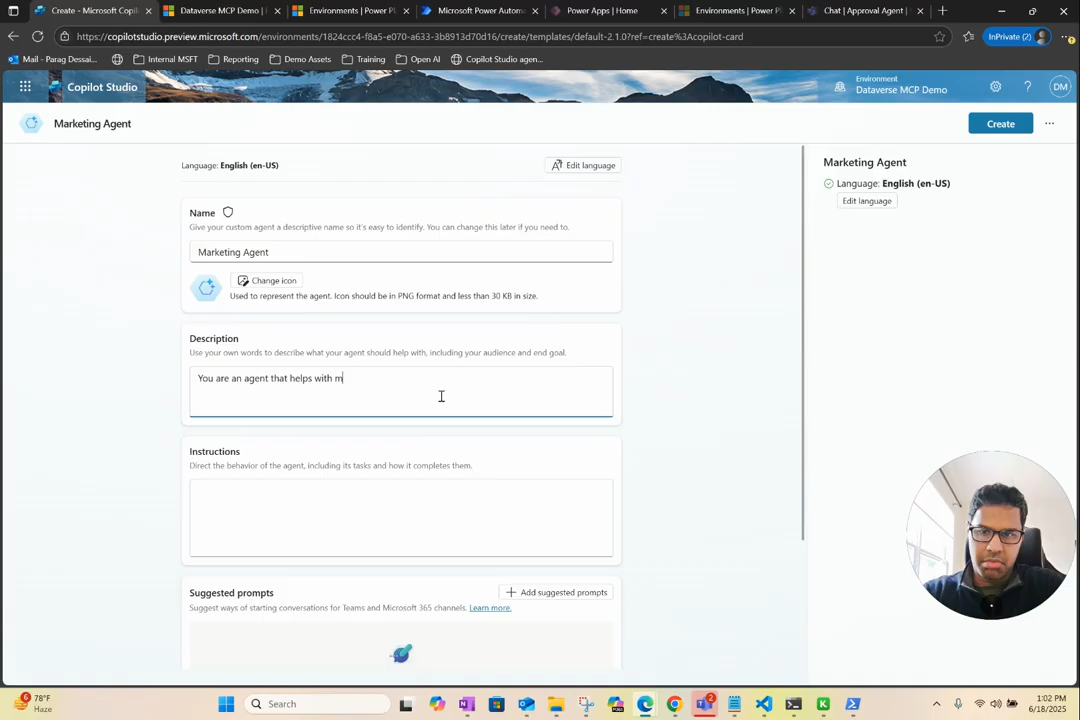 Create - Microsoft Copil
Dataverse MCP Demo |
Environments | Power Pl
Microsoft Power Automa
Power Apps | Home
Environments | Power Pl
Chat | Approval Agent |
https://copilotstudio.preview.microsoft.com/environments/1824ccc4-f8a5-e070-a633-3b8913d70d16/create/templates/default-2.1.0?ref=create%3Acopilot-card
InPrivate (2)
Mail - Parag Dessai...
Internal MSFT
Reporting
Demo Assets
Training
Open AI
Copilot Studio agen...
Copilot Studio
Environment
Dataverse MCP Demo
DM
Marketing Agent
Create
Language: English (en-US)
Edit language
Name
Give your custom agent a descriptive name so it's easy to identify. You can change this later if you need to.
Marketing Agent
Change icon
Used to represent the agent. Icon should be in PNG format and less than 30 KB in size.
Description
Use your own words to describe what your agent should help with, including your audience and end goal.
You are an agent that helps with m
Instructions
Direct the behavior of the agent, including its tasks and how it completes them.
Suggested prompts
Add suggested prompts
Suggest ways of starting conversations for Teams and Microsoft 365 channels. Learn more.
Marketing Agent
Language: English (en-US)
Edit language
6
78°F
Haze
Search
2
1:02 PM
6/18/2025